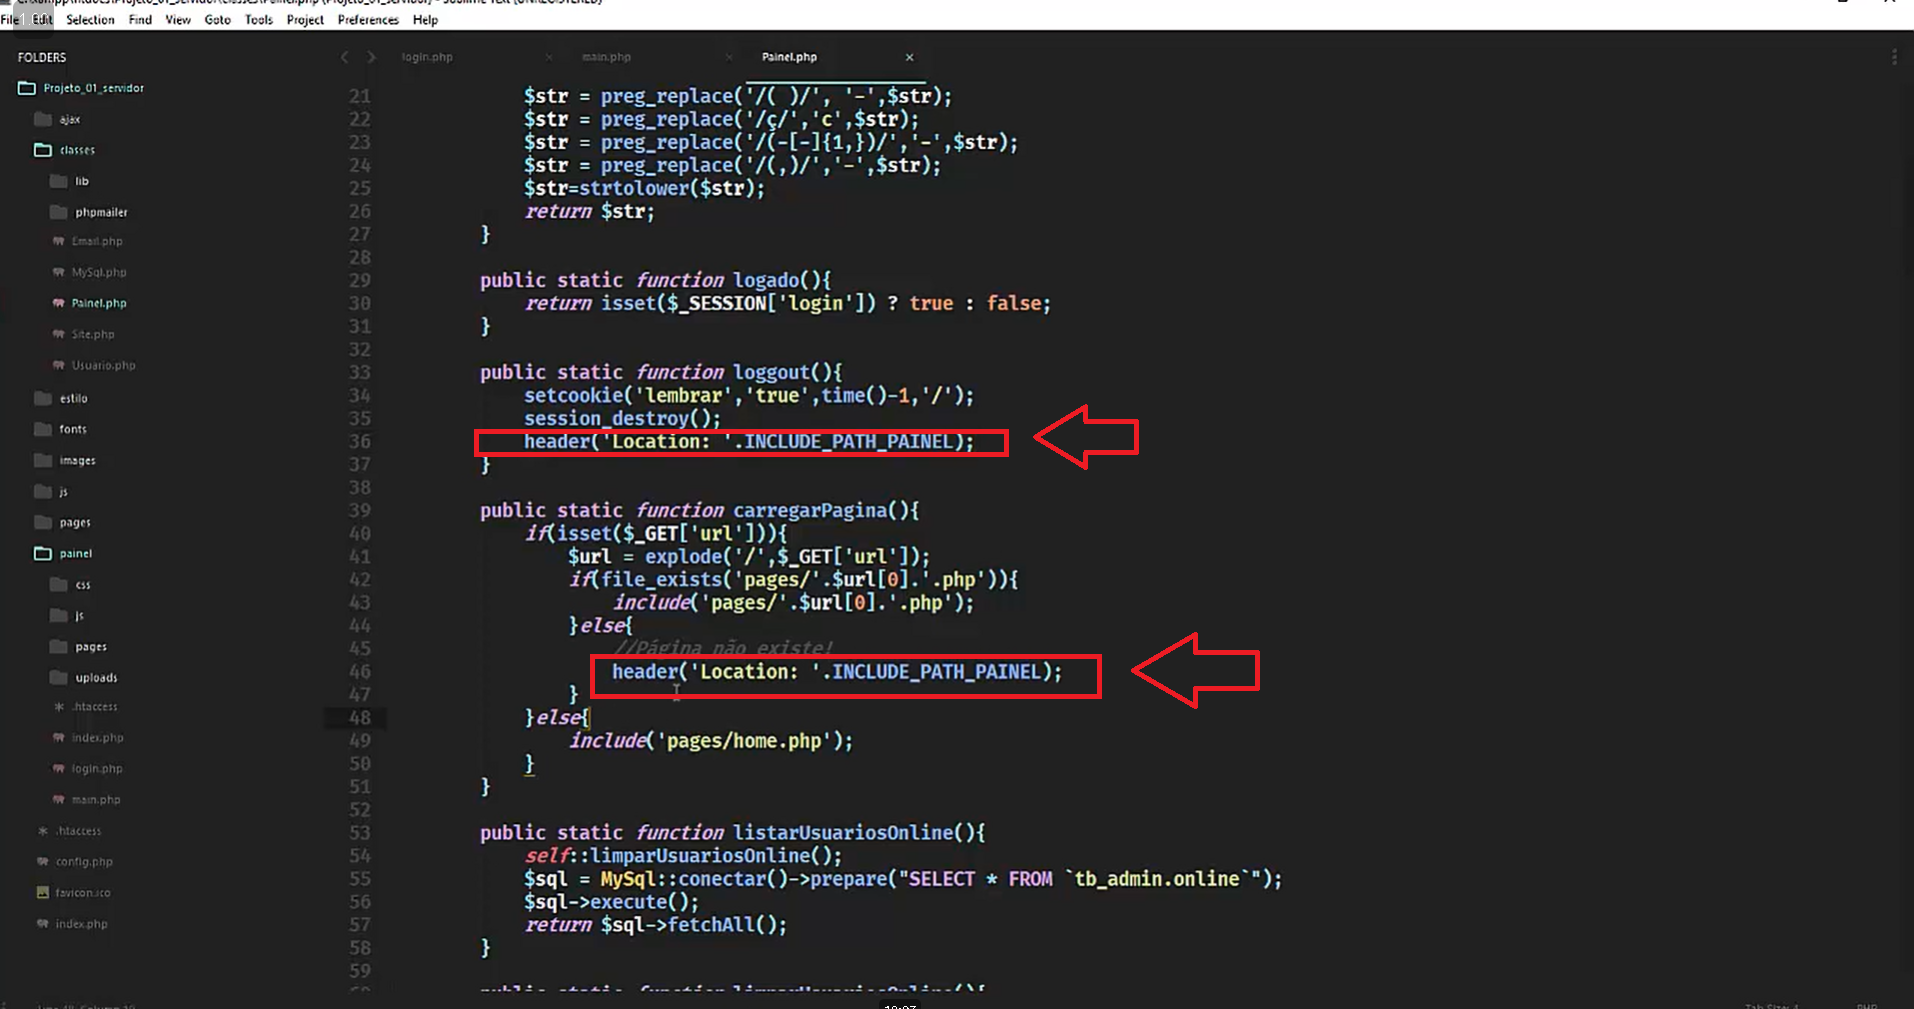 File Edit Selection Find View Goto Tools Project Preferences Help
FOLDERS
Projeto_01_servidor
ajax
classes
lib
phpmailer
Email.php
MySql.php
Painel.php
Site.php
Usuario.php
estilo
fonts
images
js
pages
painel
css
js
pages
uploads
.htaccess
index.php
login.php
main.php
.htaccess
config.php
favicon.ico
index.php
login.php × main.php × Painel.php ×
21 $str = preg_replace('/( )/', '-',$str);
22 $str = preg_replace('/ç/','c',$str);
23 $str = preg_replace('/(-[-]{1,})/','-',$str);
24 $str = preg_replace('/(,)/','-',$str);
25 $str=strtolower($str);
26 return $str;
27 }
28
29 public static function logado(){
30 return isset($_SESSION['login']) ? true : false;
31 }
32
33 public static function loggout(){
34 setcookie('lembrar','true',time()-1,'/');
35 session_destroy();
36 header('Location: '.INCLUDE_PATH_PAINEL);
37 }
38
39 public static function carregarPagina(){
40 if(isset($_GET['url'])){
41 $url = explode('/',$_GET['url']);
42 if(file_exists('pages/'.$url[0].'.php')){
43 include('pages/'.$url[0].'.php');
44 }else{
45 //Página não existe!
46 header('Location: '.INCLUDE_PATH_PAINEL);
47 }
48 }else{
49 include('pages/home.php');
50 }
51 }
52
53 public static function listarUsuariosOnline(){
54 self::limparUsuariosOnline();
55 $sql = MySql::conectar()->prepare("SELECT * FROM `tb_admin.online`");
56 $sql->execute();
57 return $sql->fetchAll();
58 }
59